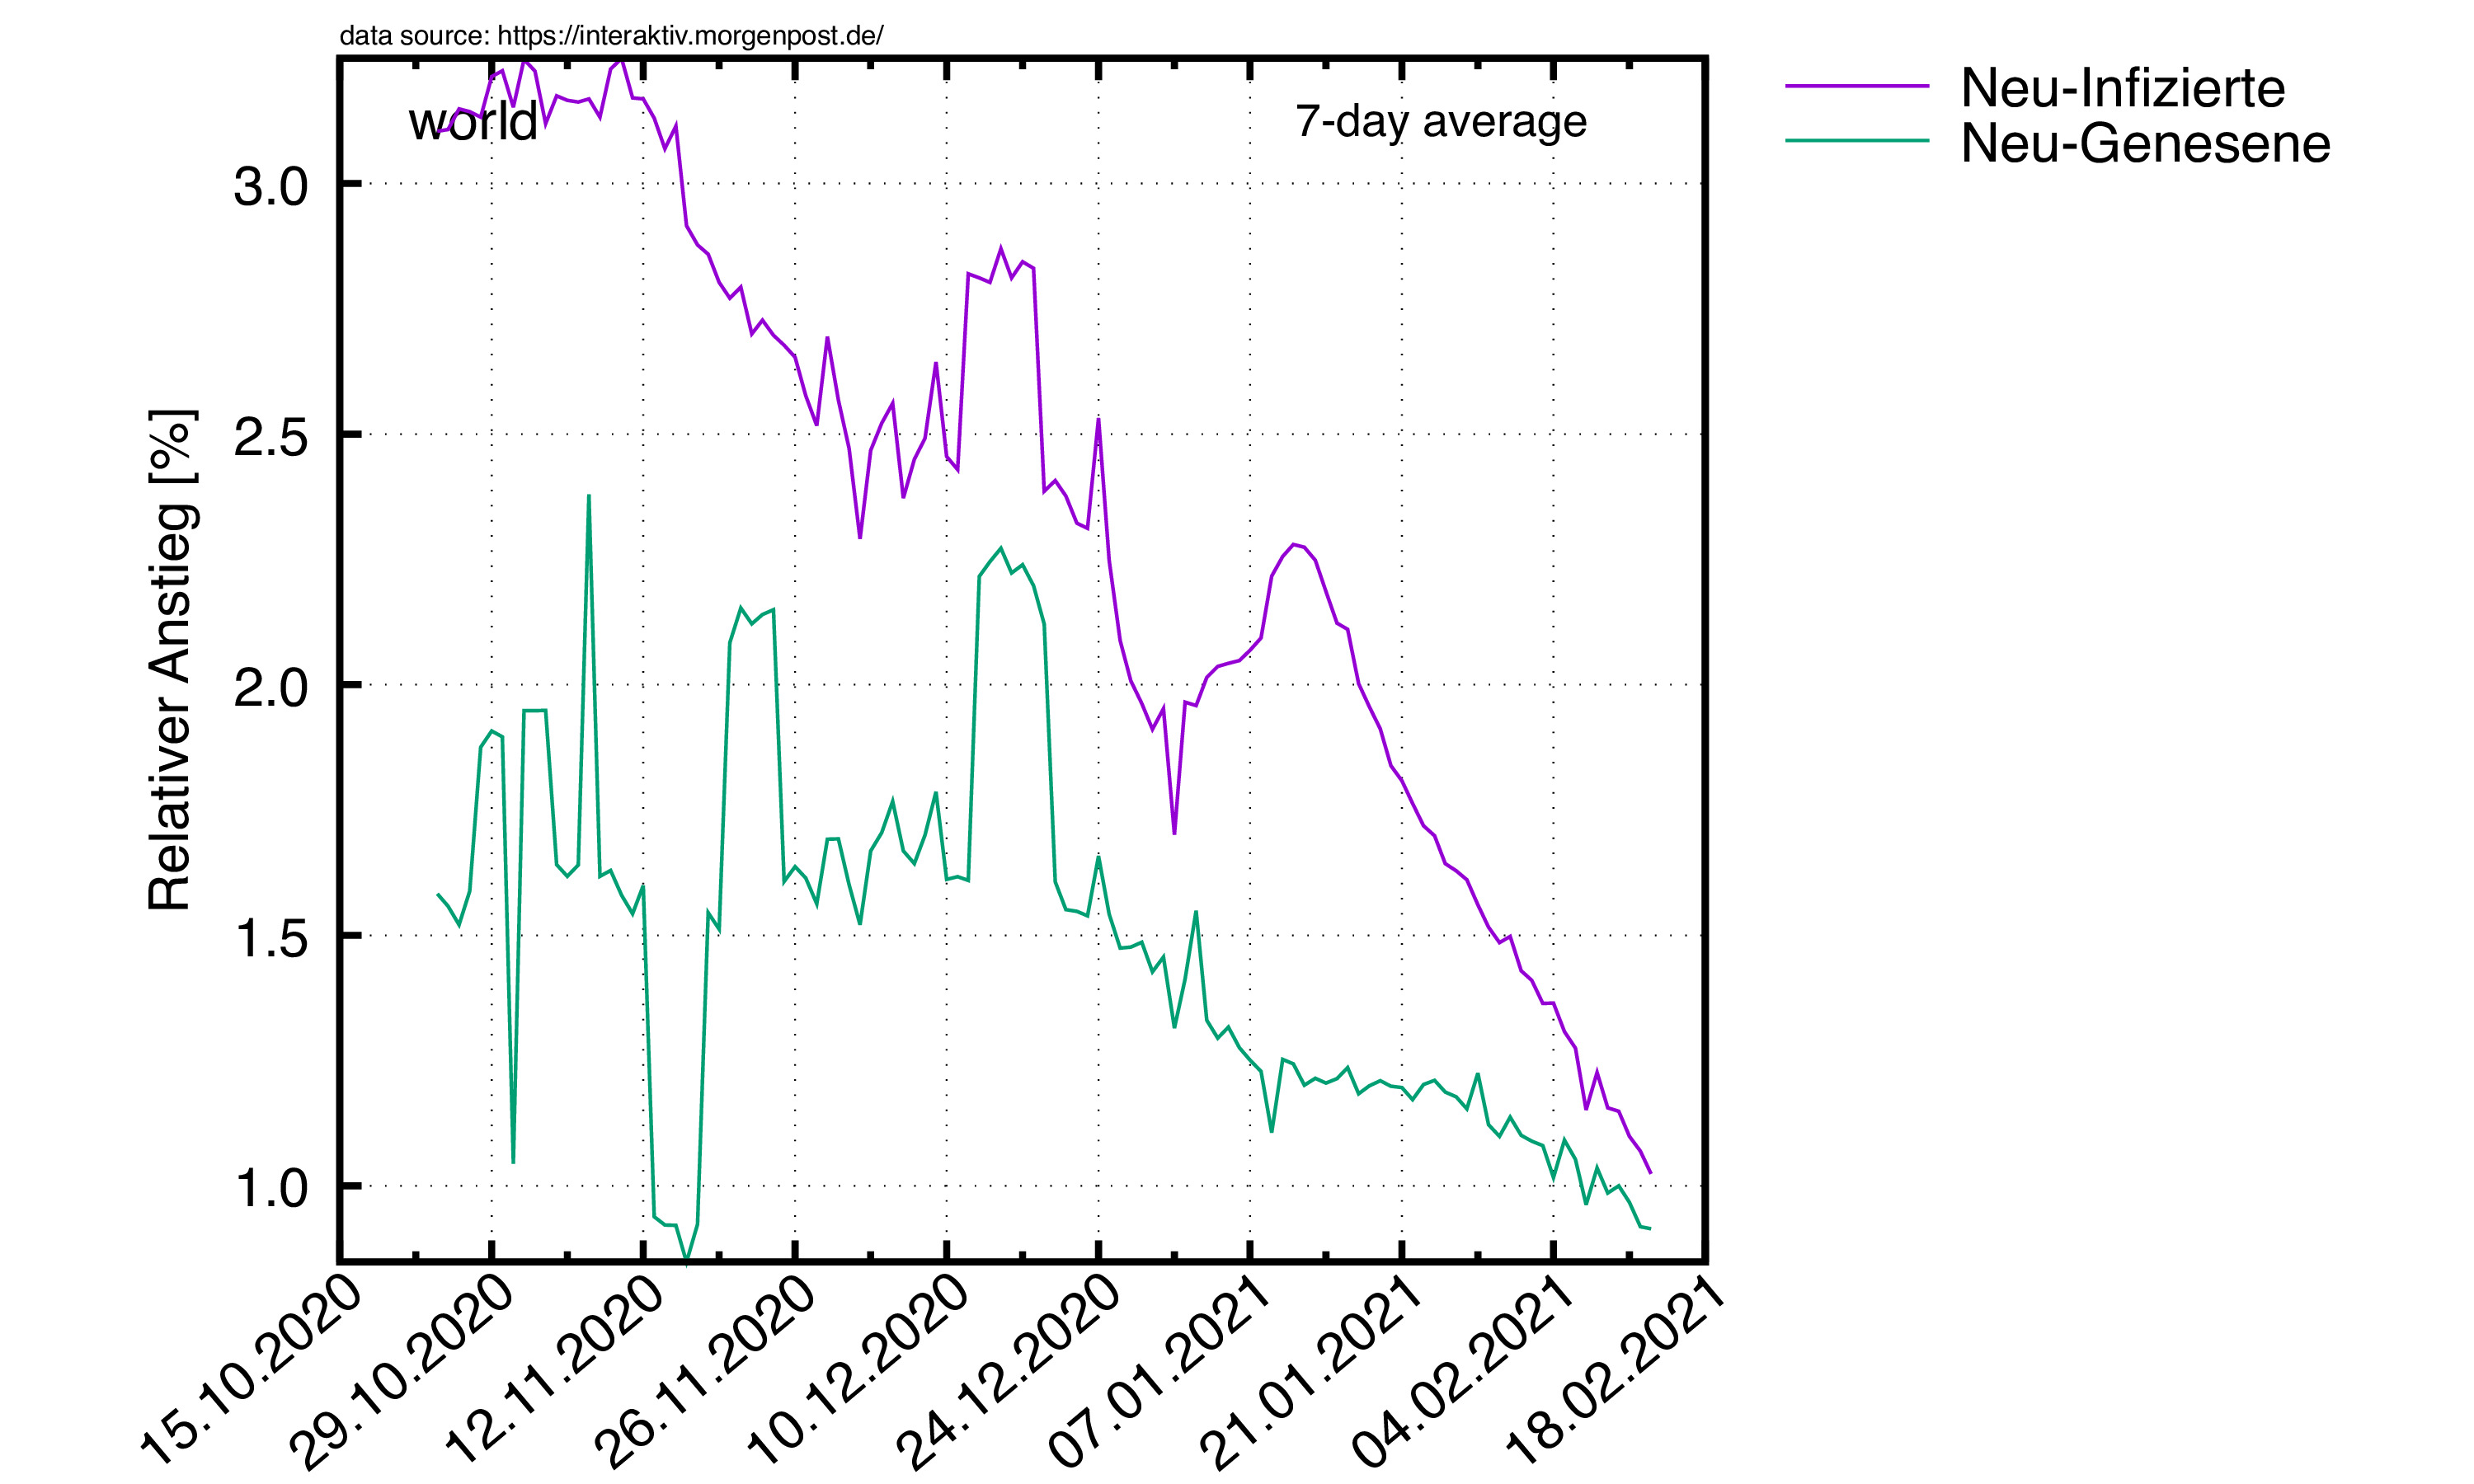 data source: https://interaktiv.morgenpost.de/
world
7-day average
Neu-Infizierte
Neu-Genesene
Relativer Anstieg [%]
3.0
2.5
2.0
1.5
1.0
15.10.2020
29.10.2020
12.11.2020
26.11.2020
10.12.2020
24.12.2020
07.01.2021
21.01.2021
04.02.2021
18.02.2021